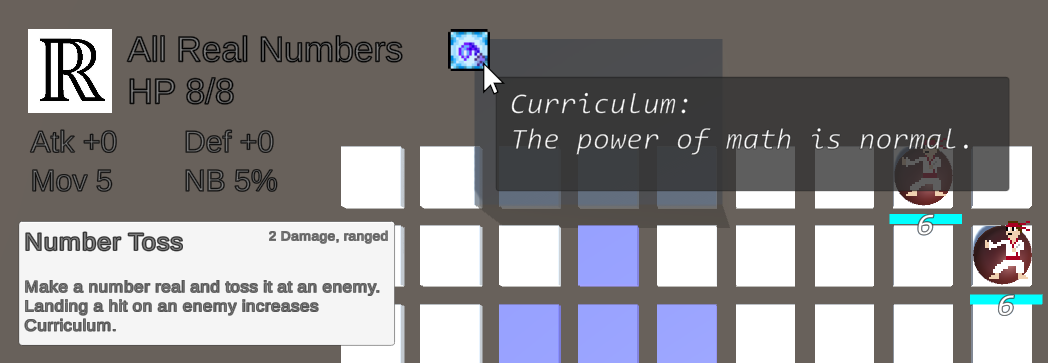 ℝ
All Real Numbers
HP 8/8
Atk +0
Def +0
Mov 5
NB 5%
Curriculum:
The power of math is normal.
6
6
Number Toss
2 Damage, ranged
Make a number real and toss it at an enemy.
Landing a hit on an enemy increases
Curriculum.